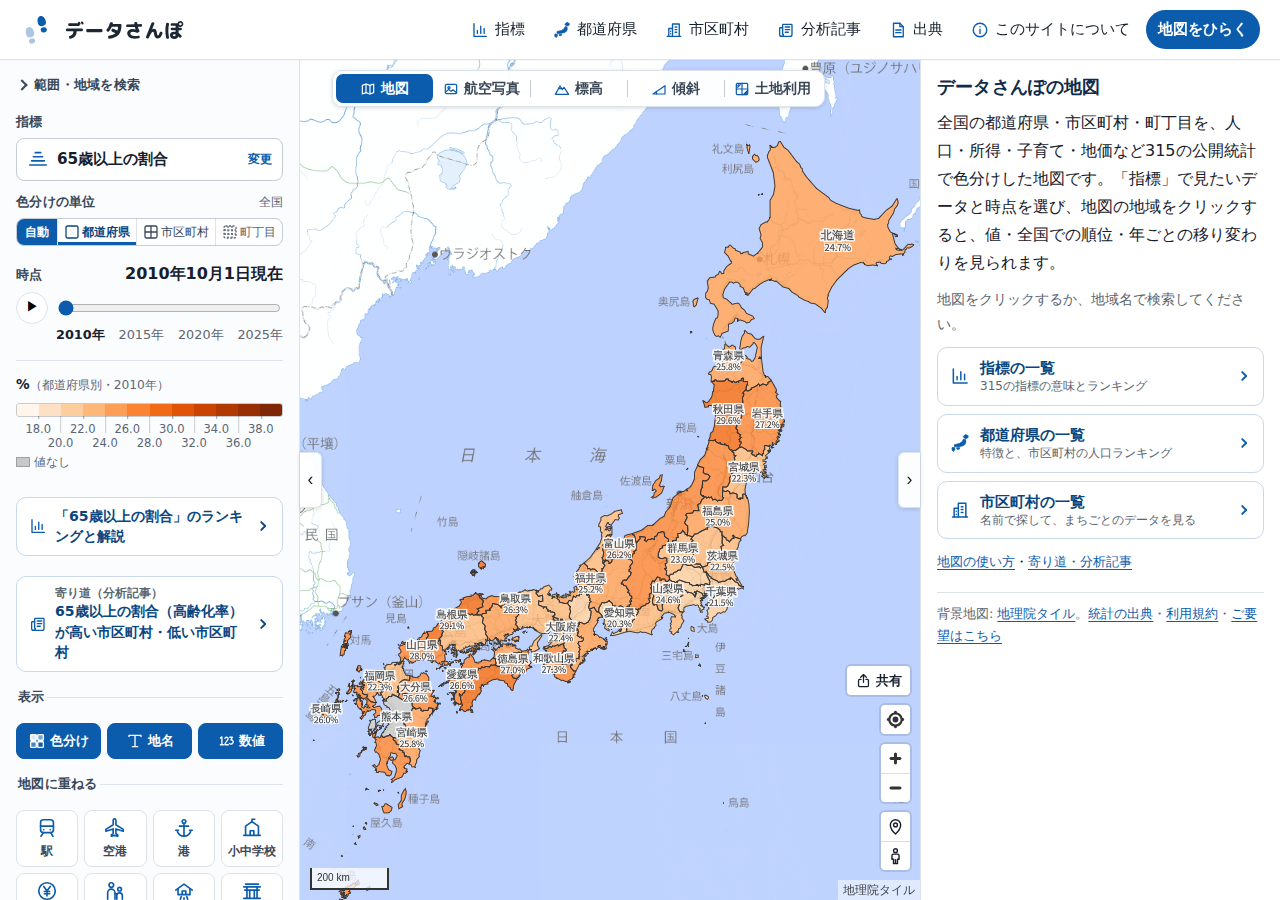 データさんぽ
指標
都道府県
市区町村
分析記事
出典
このサイトについて
地図をひらく
範囲・地域を検索
指標
65歳以上の割合
変更
色分けの単位
全国
自動
都道府県
市区町村
町丁目
時点
2010年10月1日現在
2010年
2015年
2020年
2025年
%（都道府県別・2010年）
18.0 22.0 26.0 30.0 34.0 38.0
20.0 24.0 28.0 32.0 36.0
値なし
「65歳以上の割合」のランキ
ングと解説
寄り道（分析記事）
65歳以上の割合（高齢化率）
が高い市区町村・低い市区町
村
表示
色分け
地名
123 数値
地図に重ねる
駅
空港
港
小中学校
地図
航空写真
標高
傾斜
土地利用
豊原（ユジノサハ
礼文島
利尻島
国
北海道
24.7%
札幌
ウラジオストク
奥尻島
青森県
25.8%
秋田県
29.6%
岩手県
27.2%
飛島
（平壌）
日本海
粟島
宮城県
22.3%
佐渡島
舳倉島
竹島
福島県
25.0%
民国
富山県
26.2%
群馬県
23.6%
茨城県
22.5%
隠岐諸島
福井県
25.2%
山梨県
24.6%
千葉県
21.5%
プサン（釜山）
見島
鳥取県
26.3%
島根県
29.1%
愛知県
20.3%
大阪府
22.4%
大島
対馬
山口県
28.0%
徳島県
27.0%
和歌山県
27.3%
三宅島
伊豆諸島
福岡県
22.3%
大分県
26.6%
愛媛県
26.6%
八丈島
長崎県
26.0%
熊本県
宮崎県
25.8%
日本国
種子島
屋久島
鳥島
南
200 km
共有
地理院タイル
データさんぽの地図
全国の都道府県・市区町村・町丁目を、人
口・所得・子育て・地価など315の公開統計
で色分けした地図です。「指標」で見たいデ
ータと時点を選び、地図の地域をクリックす
ると、値・全国での順位・年ごとの移り変わ
りを見られます。
地図をクリックするか、地域名で検索してくださ
い。
指標の一覧
315の指標の意味とランキング
都道府県の一覧
特徴と、市区町村の人口ランキング
市区町村の一覧
名前で探して、まちごとのデータを見る
地図の使い方・寄り道・分析記事
背景地図: 地理院タイル。統計の出典・利用規約・ご要
望はこちら